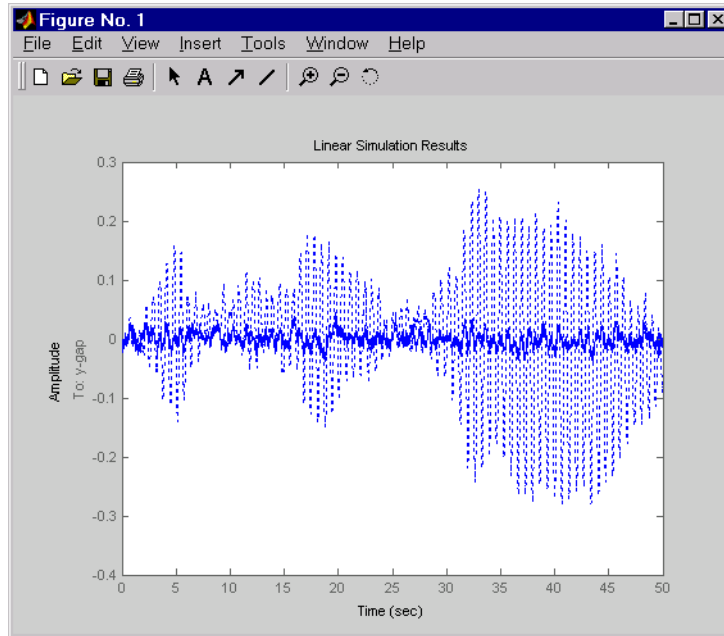 Figure No. 1
File Edit View Insert Tools Window Help
A
Linear Simulation Results
0.3
0.2
0.1
0
-0.1
-0.2
-0.3
-0.4
Amplitude
To: y-gap
0 5 10 15 20 25 30 35 40 45 50
Time (sec)